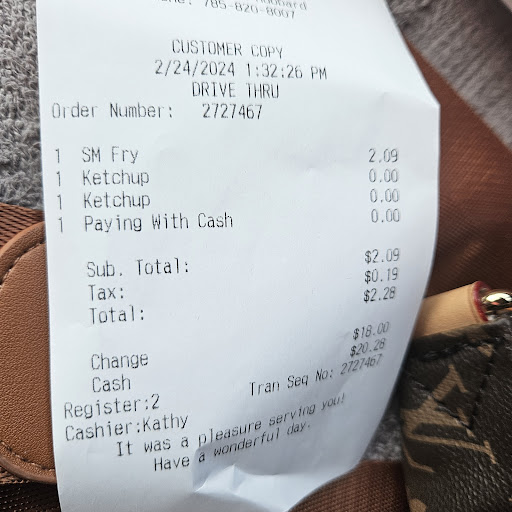 785-820-8007
CUSTOMER COPY
2/24/2024 1:32:26 PM
DRIVE THRU
Order Number: 2727467
1 SM Fry 2.09
1 Ketchup 0.00
1 Ketchup 0.00
1 Paying With Cash 0.00
Sub. Total: $2.09
Tax: $0.19
Total: $2.28
Change $18.00
Cash $20.28
Register:2 Tran Seq No: 2727467
Cashier:Kathy
It was a pleasure serving you!
Have a wonderful day.